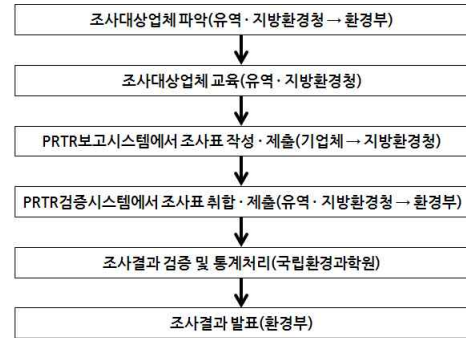 조사대상업체 파악(유역·지방환경청 → 환경부)
조사대상업체 교육(유역·지방환경청)
PRTR보고시스템에서 조사표 작성·제출(기업체 → 지방환경청)
PRTR검증시스템에서 조사표 취합·제출(유역·지방환경청 → 환경부)
조사결과 검증 및 통계처리(국립환경과학원)
조사결과 발표(환경부)